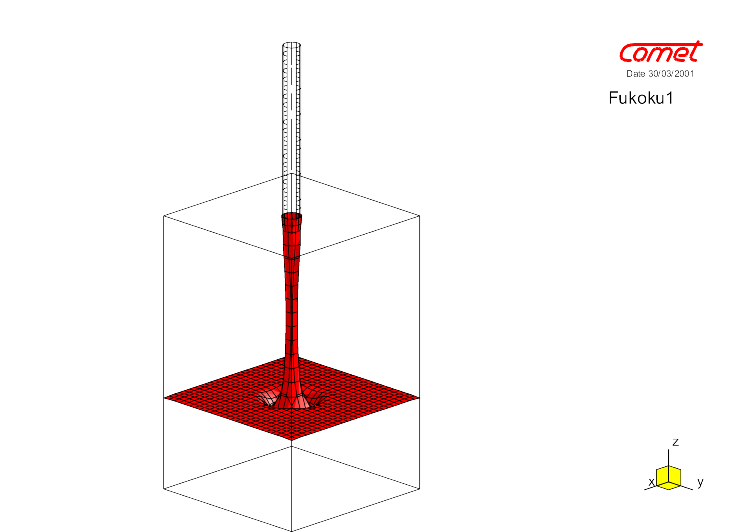 Comet
Date 30/03/2001
Fukoku1
z
x
y